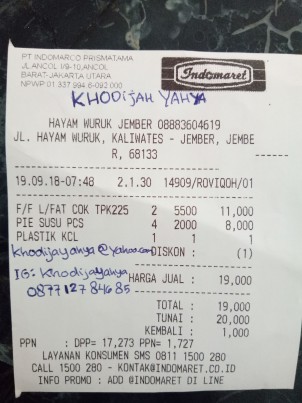 PT INDOMARCO PRISMATAMA
JL.ANCOL I/9-10,ANCOL
BARAT-JAKARTA UTARA
NPWP 01 337 994 6-092 000
Indomaret
KHODIJAH YAHYA
HAYAM WURUK JEMBER 08883604619
JL. HAYAM WURUK, KALIWATES - JEMBER, JEMBE
R, 68133
19.09.18-07:48 2.1.30 14909/ROVIQOH/01
F/F L/FAT COK TPK225 2 5500 11,000
PIE SUSU PCS 4 2000 8,000
PLASTIK KCL 1 1 1
khodijayahya@yahoo.com DISKON : (1)
IG: Khodijayahya HARGA JUAL : 19,000
087712784685
TOTAL : 19,000
TUNAI : 20,000
KEMBALI : 1,000
PPN : DPP= 17,273 PPN= 1,727
LAYANAN KONSUMEN SMS 0811 1500 280
CALL 1500 280 - KONTAK@INDOMARET.CO.ID
INFO PROMO : ADD @INDOMARET DI LINE